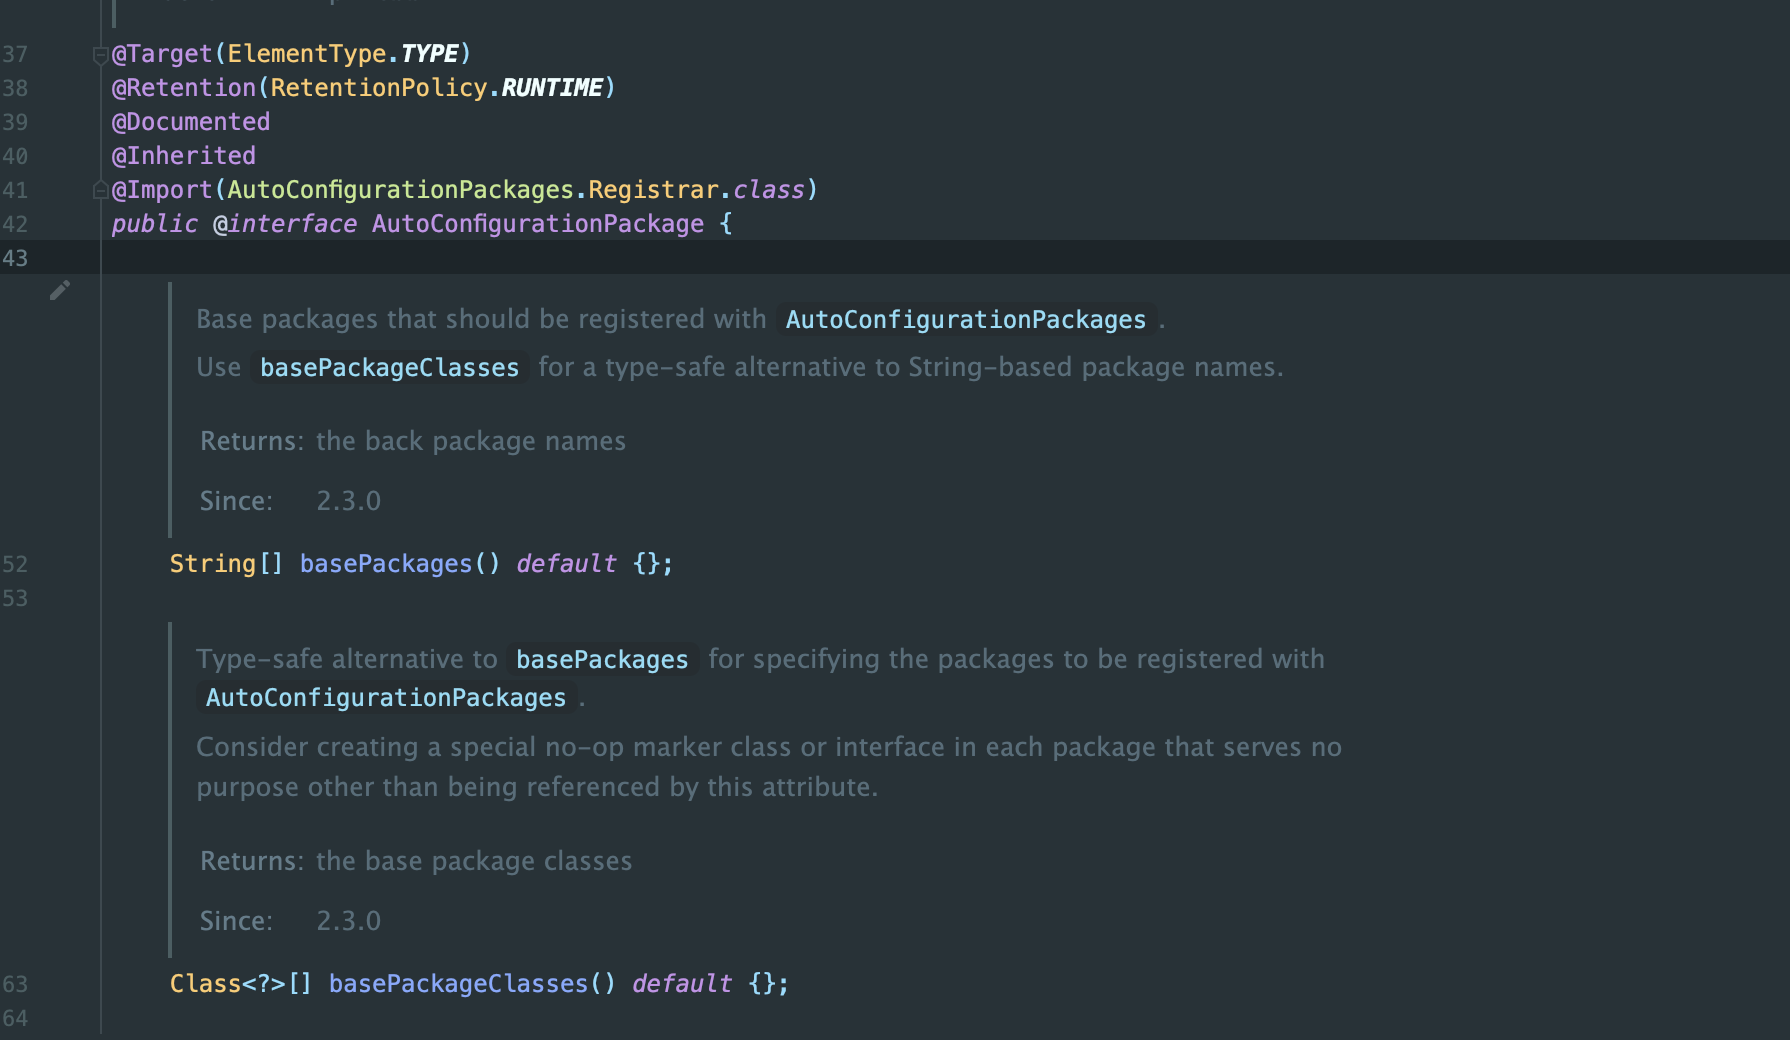 37 @Target(ElementType.TYPE)
38 @Retention(RetentionPolicy.RUNTIME)
39 @Documented
40 @Inherited
41 @Import(AutoConfigurationPackages.Registrar.class)
42 public @interface AutoConfigurationPackage {
43
Base packages that should be registered with AutoConfigurationPackages.
Use basePackageClasses for a type-safe alternative to String-based package names.
Returns: the back package names
Since: 2.3.0
52 String[] basePackages() default {};
53
Type-safe alternative to basePackages for specifying the packages to be registered with
AutoConfigurationPackages.
Consider creating a special no-op marker class or interface in each package that serves no
purpose other than being referenced by this attribute.
Returns: the base package classes
Since: 2.3.0
63 Class<?>[] basePackageClasses() default {};
64